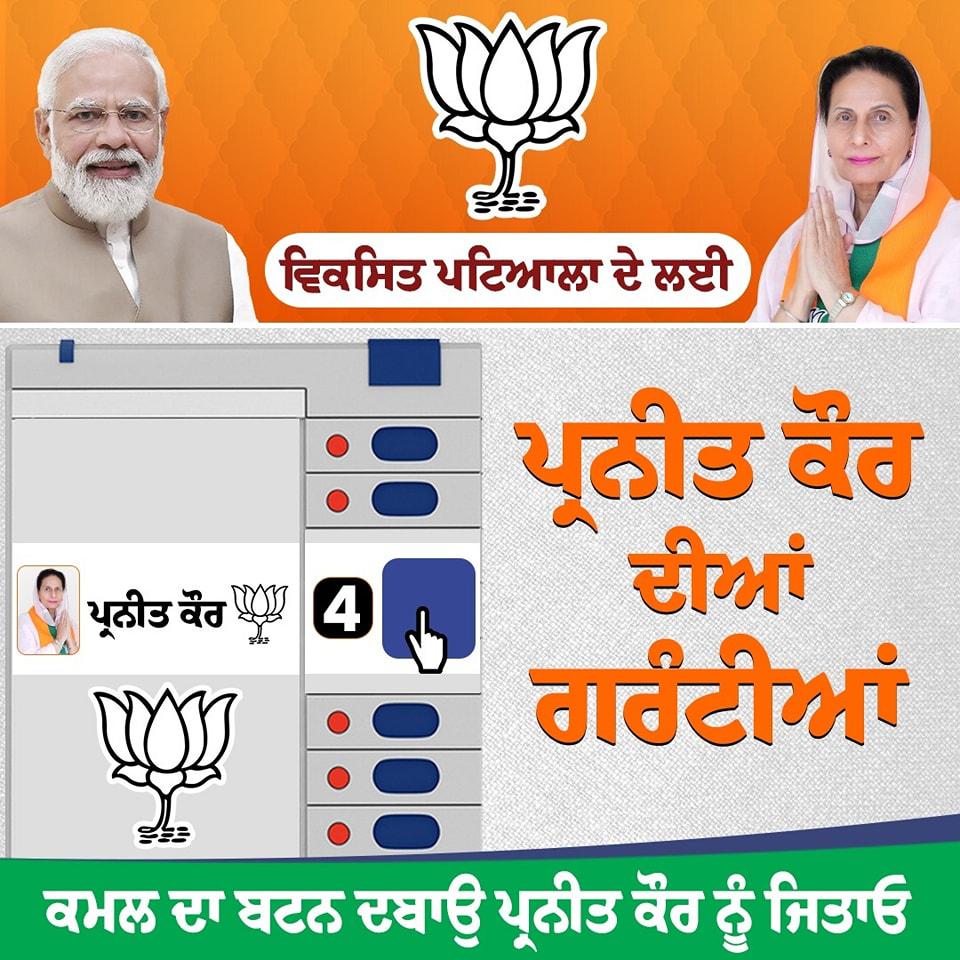 ਵਿਕਸਿਤ ਪਟਿਆਲਾ ਦੇ ਲਈ
ਪ੍ਰਨੀਤ ਕੌਰ
ਦੀਆਂ
ਗਰੰਟੀਆਂ
ਪ੍ਰਨੀਤ ਕੌਰ 4
ਕਮਲ ਦਾ ਬਟਨ ਦਬਾਉ ਪ੍ਰਨੀਤ ਕੌਰ ਨੂੰ ਜਿਤਾਓ